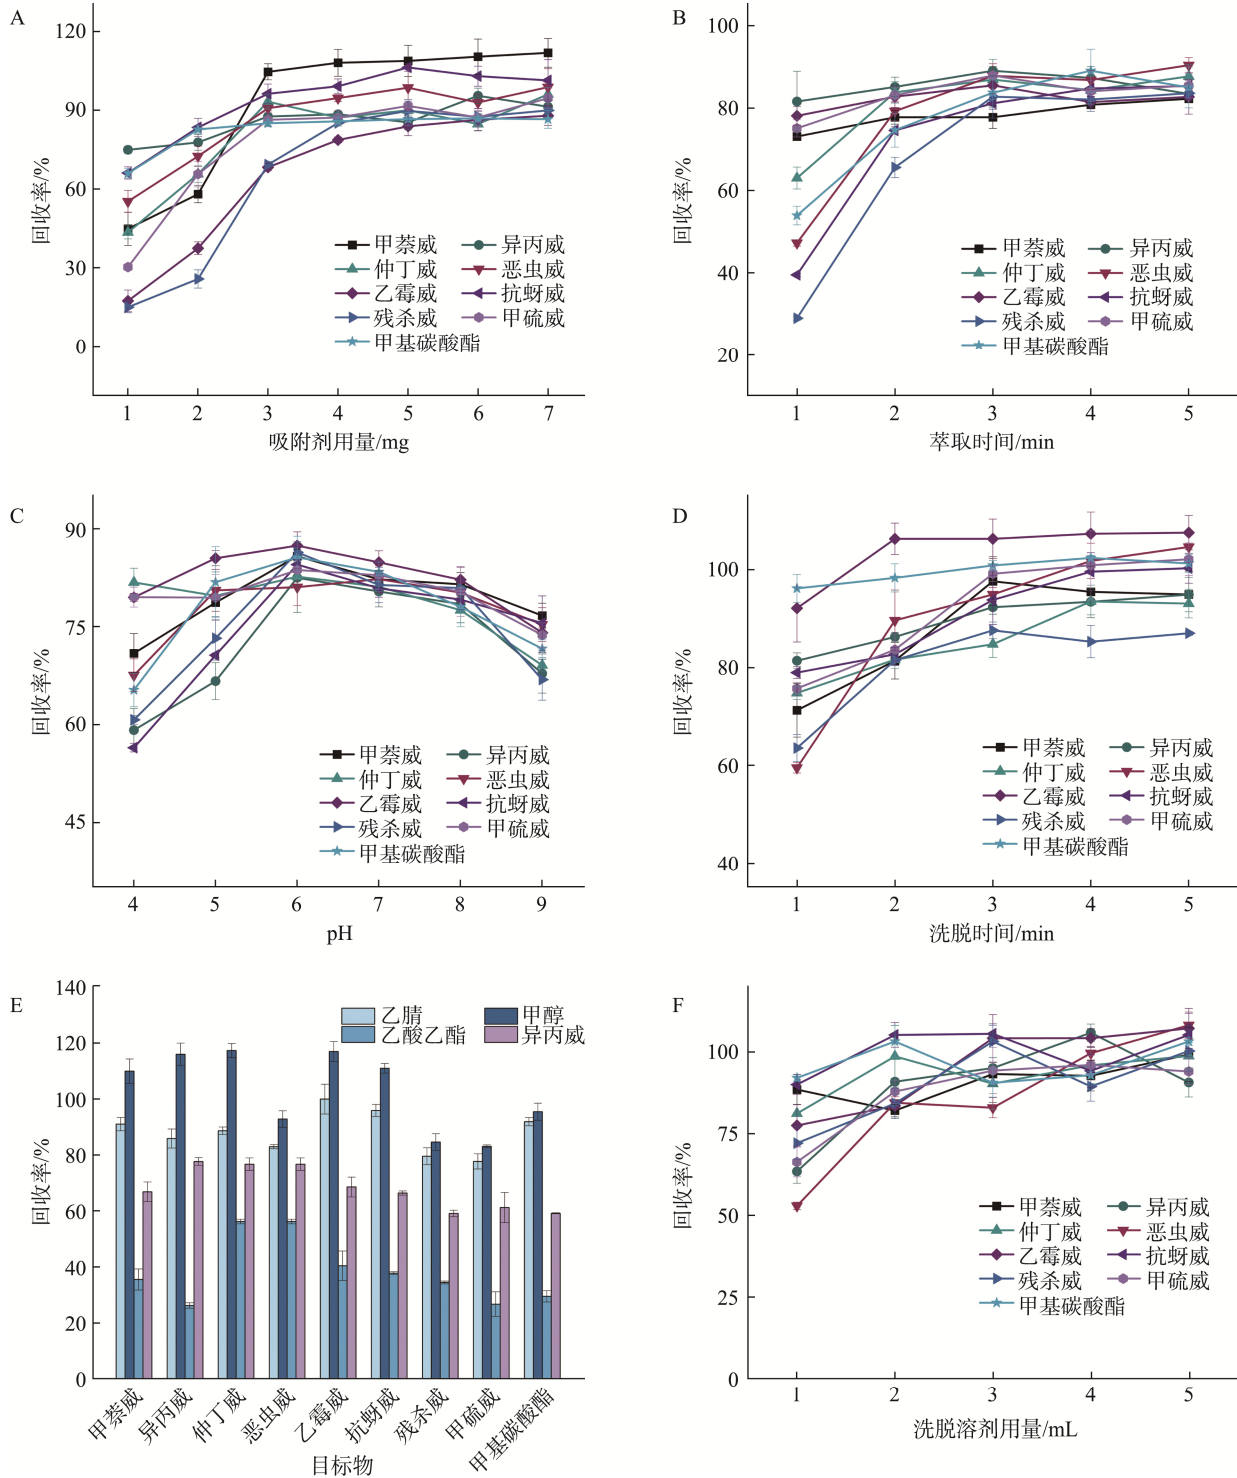 A
120
90
60
30
0
回收率/%
甲萘威 异丙威
仲丁威 恶虫威
乙霉威 抗蚜威
残杀威 甲硫威
甲基碳酸酯
1 2 3 4 5 6 7
吸附剂用量/mg
B
100
80
60
40
20
回收率/%
甲萘威 异丙威
仲丁威 恶虫威
乙霉威 抗蚜威
残杀威 甲硫威
甲基碳酸酯
1 2 3 4 5
萃取时间/min
C
90
75
60
45
回收率/%
甲萘威 异丙威
仲丁威 恶虫威
乙霉威 抗蚜威
残杀威 甲硫威
甲基碳酸酯
4 5 6 7 8 9
pH
D
100
80
60
40
回收率/%
甲萘威 异丙威
仲丁威 恶虫威
乙霉威 抗蚜威
残杀威 甲硫威
甲基碳酸酯
1 2 3 4 5
洗脱时间/min
E
140
120
100
80
60
40
20
0
回收率/%
乙腈 甲醇
乙酸乙酯 异丙威
甲萘威 异丙威 仲丁威 恶虫威 乙霉威 抗蚜威 残杀威 甲硫威 甲基碳酸酯
目标物
F
100
75
50
25
0
回收率/%
甲萘威 异丙威
仲丁威 恶虫威
乙霉威 抗蚜威
残杀威 甲硫威
甲基碳酸酯
1 2 3 4 5
洗脱溶剂用量/mL